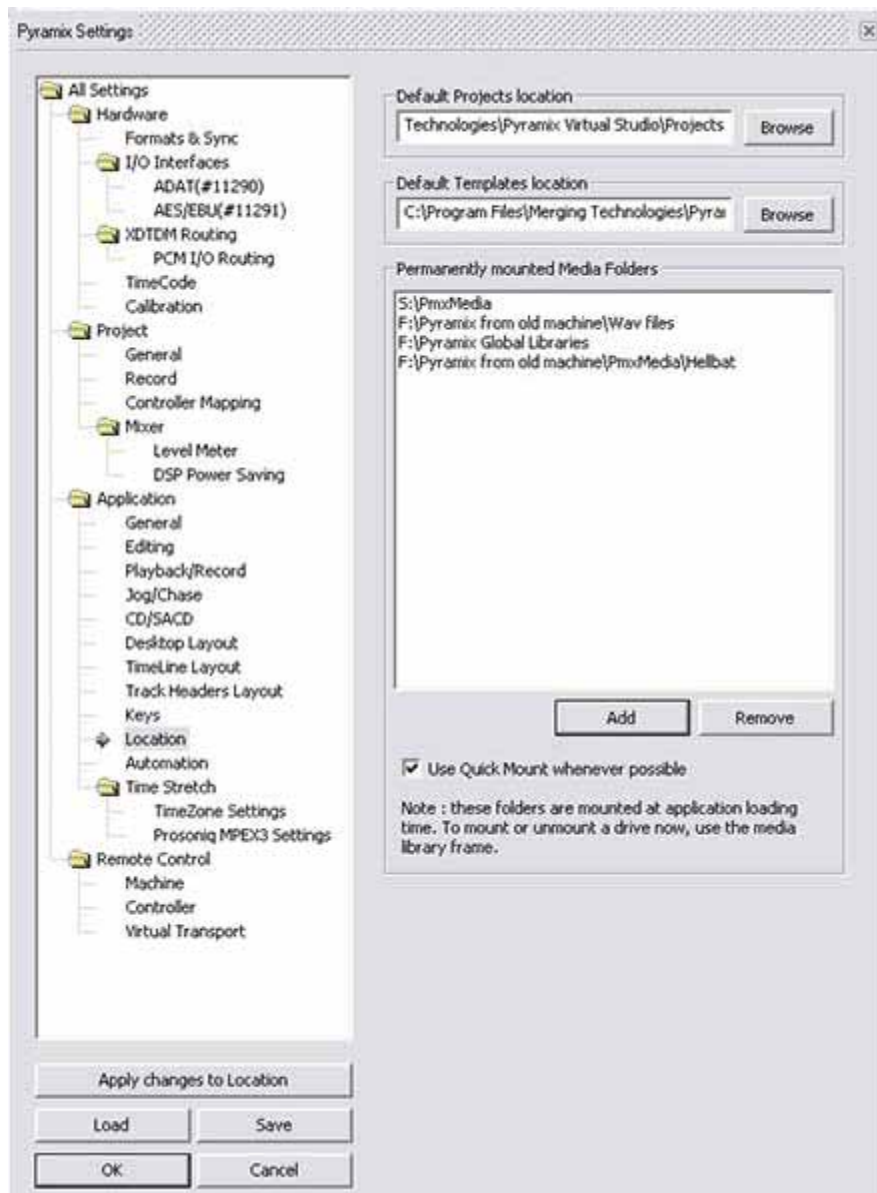 Pyramix Settings
All Settings
Hardware
Formats & Sync
I/O Interfaces
ADAT(#11290)
AES/EBU(#11291)
XDTDM Routing
PCM I/O Routing
TimeCode
Calibration
Project
General
Record
Controller Mapping
Mixer
Level Meter
DSP Power Saving
Application
General
Editing
Playback/Record
Jog/Chase
CD/SACD
Desktop Layout
TimeLine Layout
Track Headers Layout
Keys
Location
Automation
Time Stretch
TimeZone Settings
Prosoniq MPEX3 Settings
Remote Control
Machine
Controller
Virtual Transport
Apply changes to Location
Load
Save
OK
Cancel
Default Projects location
Technologies\Pyramix Virtual Studio\Projects
Browse
Default Templates location
C:\Program Files\Merging Technologies\Pyrar
Browse
Permanently mounted Media Folders
S:\PmxMedia
F:\Pyramix from old machine\Wav files
F:\Pyramix Global Libraries
F:\Pyramix from old machine\PmxMedia\Hellbat
Add
Remove
Use Quick Mount whenever possible
Note : these folders are mounted at application loading
time. To mount or unmount a drive now, use the media
library frame.